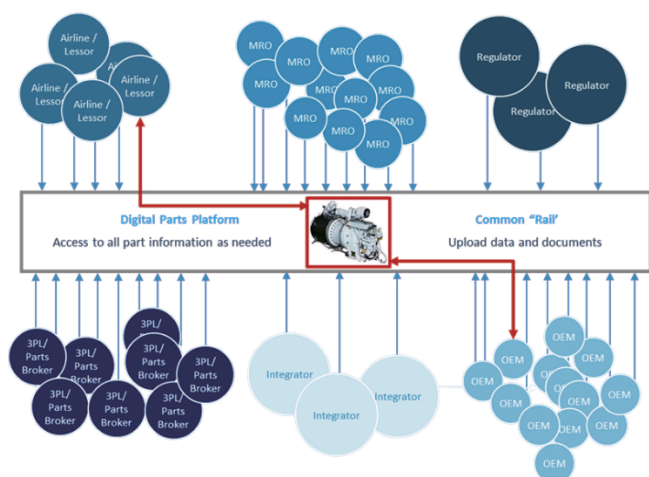 Airline /
Lessor
Airline /
Lessor
Airline /
Lessor
Airline /
Lessor
MRO
MRO
MRO
MRO
MRO
MRO
MRO
MRO
MRO
MRO
MRO
MRO
Regulator
Regulator
Regulator
Digital Parts Platform
Access to all part information as needed
Common "Rail'
Upload data and documents
3PL/
Parts
Broker
3PL/
Parts
Broker
3PL/
3PL/
Parts
Broker
3PL/
Parts
Broker
3PL/
Parts
Broker
3PL/
Parts
Broker
3PL/
Parts
Broker
Integrator
Integrator
Integrator
OEM
OEM
OEM
OEM
OEM
OEM
OEM
OEM
OEM
OEM
OEM